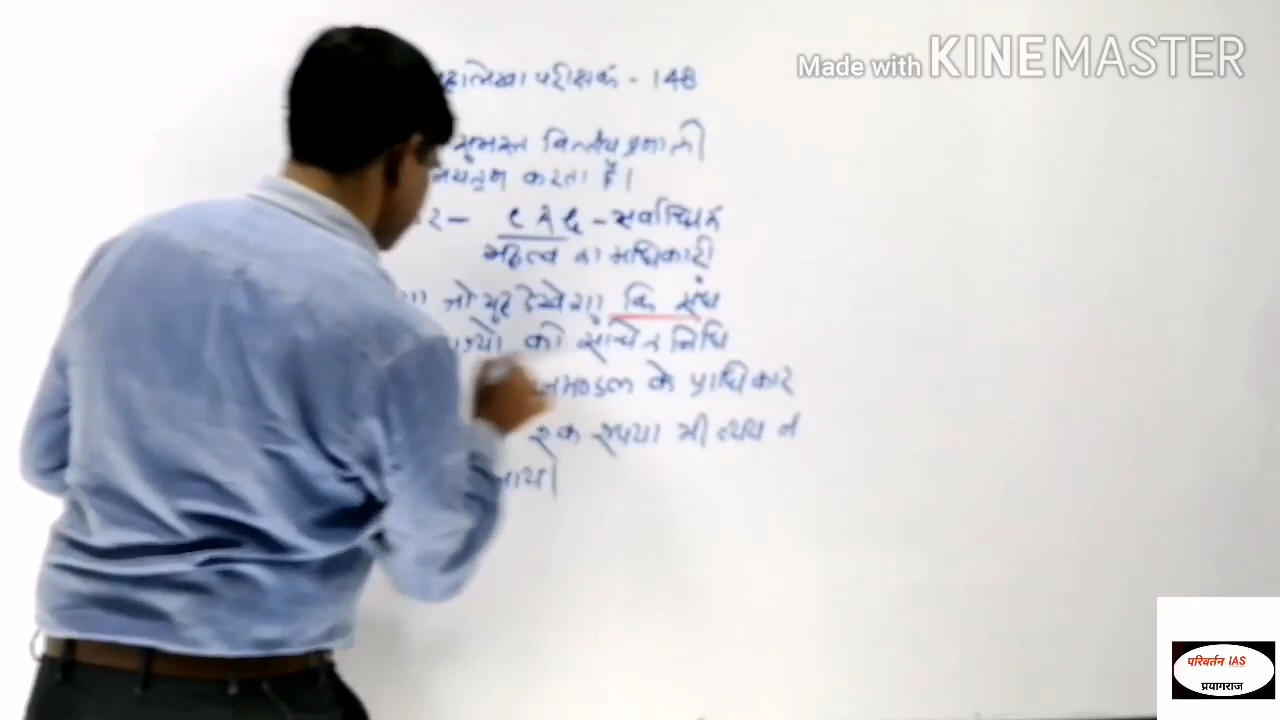 Made with KINEMASTER
महालेखा परीक्षक - 148
समस्त वित्तीय प्रणाली
नियंत्रण करता है।
CAG - सर्वाधिक
महत्व का अधिकारी
जो यह देखेगा कि संघ
राज्यों की संचित निधि
के प्राधिकार
एक रुपया भी व्यय न
जाय।
परिवर्तन IAS
प्रयागराज